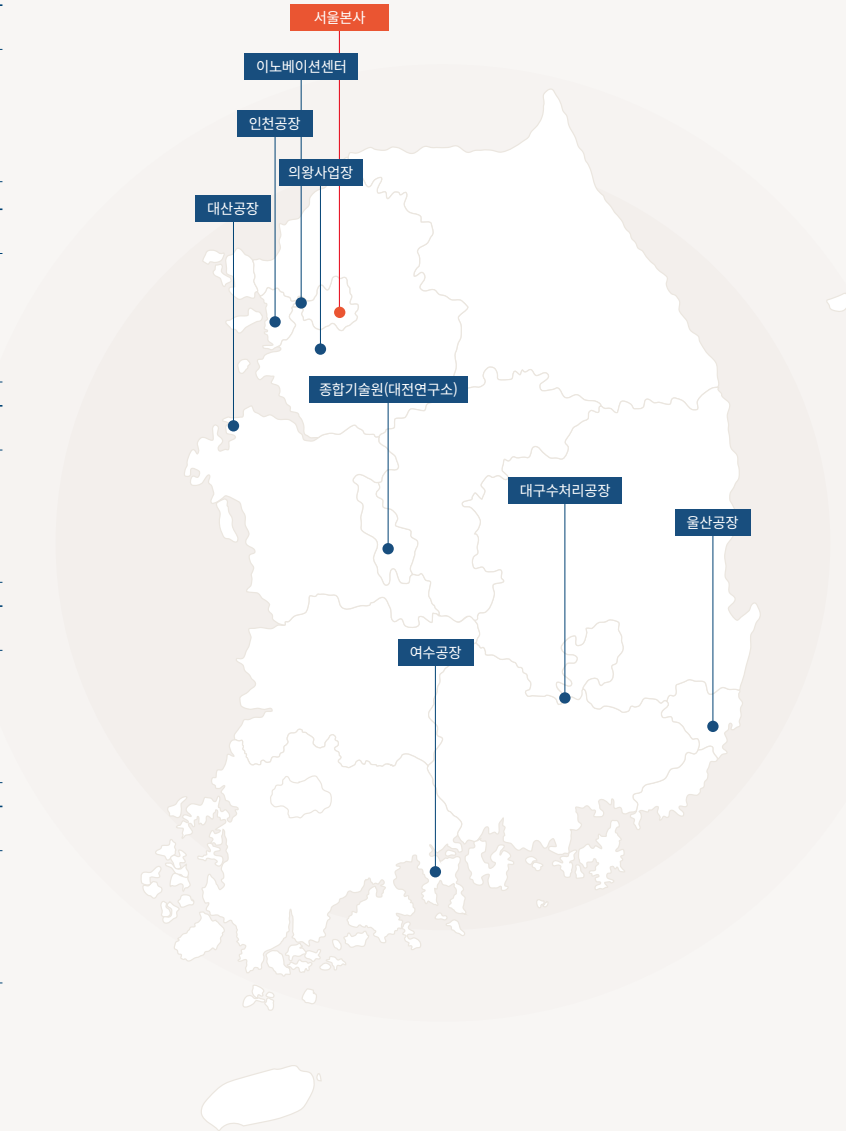 서울본사
이노베이션센터
인천공장
의왕사업장
대산공장
종합기술원(대전연구소)
대구수처리공장
울산공장
여수공장